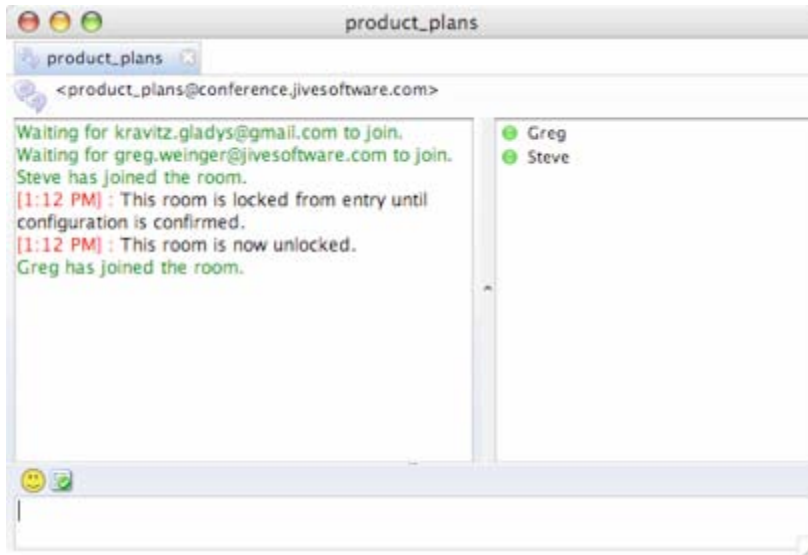 product_plans
product_plans
<product_plans@conference.jivesoftware.com>
Waiting for kravitz.gladys@gmail.com to join.
Waiting for greg.weinger@jivesoftware.com to join.
Steve has joined the room.
[1:12 PM] : This room is locked from entry until
configuration is confirmed.
[1:12 PM] : This room is now unlocked.
Greg has joined the room.
Greg
Steve